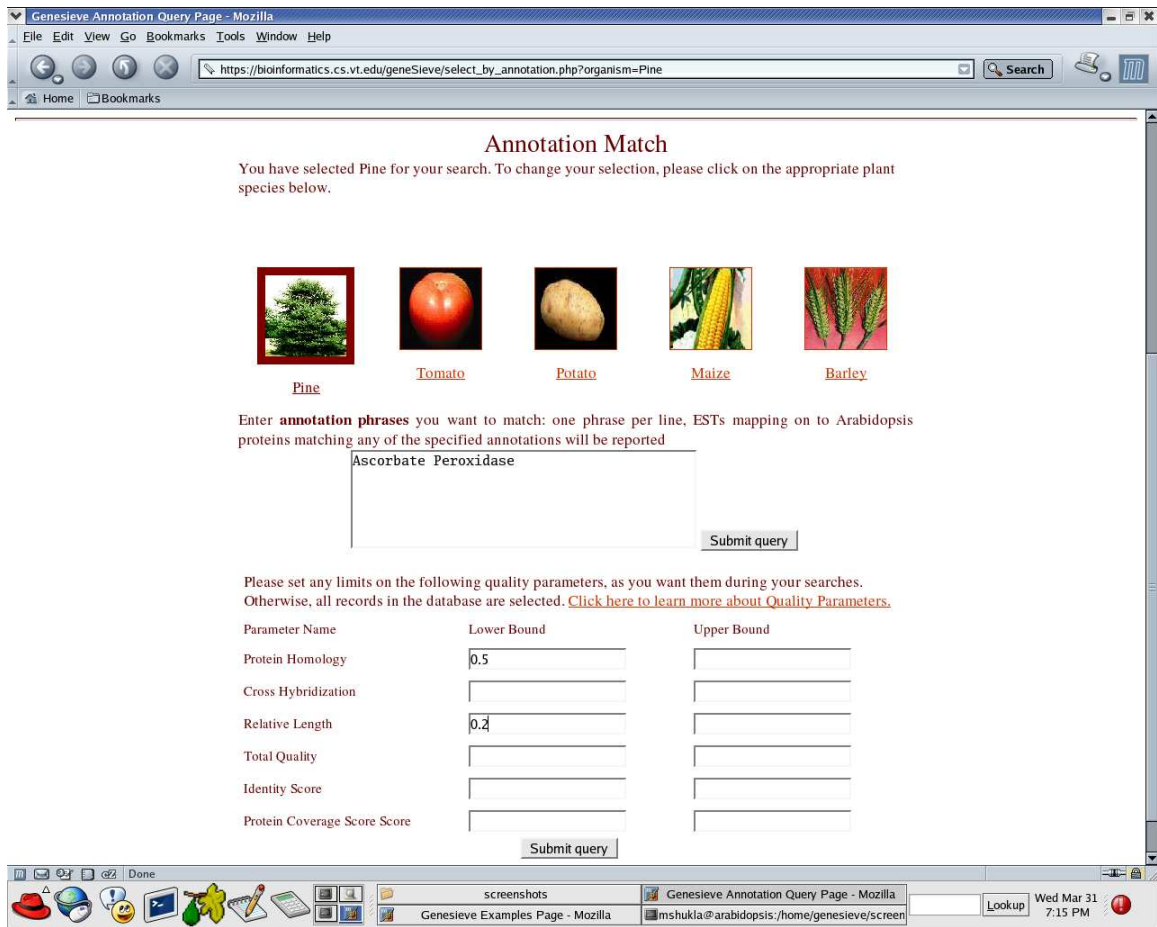 Genesieve Annotation Query Page - Mozilla
File Edit View Go Bookmarks Tools Window Help
https://bioinformatics.cs.vt.edu/geneSieve/select_by_annotation.php?organism=Pine Search
Home Bookmarks
Annotation Match
You have selected Pine for your search. To change your selection, please click on the appropriate plant
species below.
Pine Tomato Potato Maize Barley
Enter annotation phrases you want to match: one phrase per line, ESTs mapping on to Arabidopsis
proteins matching any of the specified annotations will be reported
Ascorbate Peroxidase
Submit query
Please set any limits on the following quality parameters, as you want them during your searches.
Otherwise, all records in the database are selected. Click here to learn more about Quality Parameters.
Parameter Name Lower Bound Upper Bound
Protein Homology 0.5
Cross Hybridization
Relative Length 0.2
Total Quality
Identity Score
Protein Coverage Score Score
Submit query
Done
screenshots Genesieve Annotation Query Page - Mozilla
Genesieve Examples Page - Mozilla mshukla@arabidopsis:/home/genesieve/screen
Lookup Wed Mar 31
7:15 PM